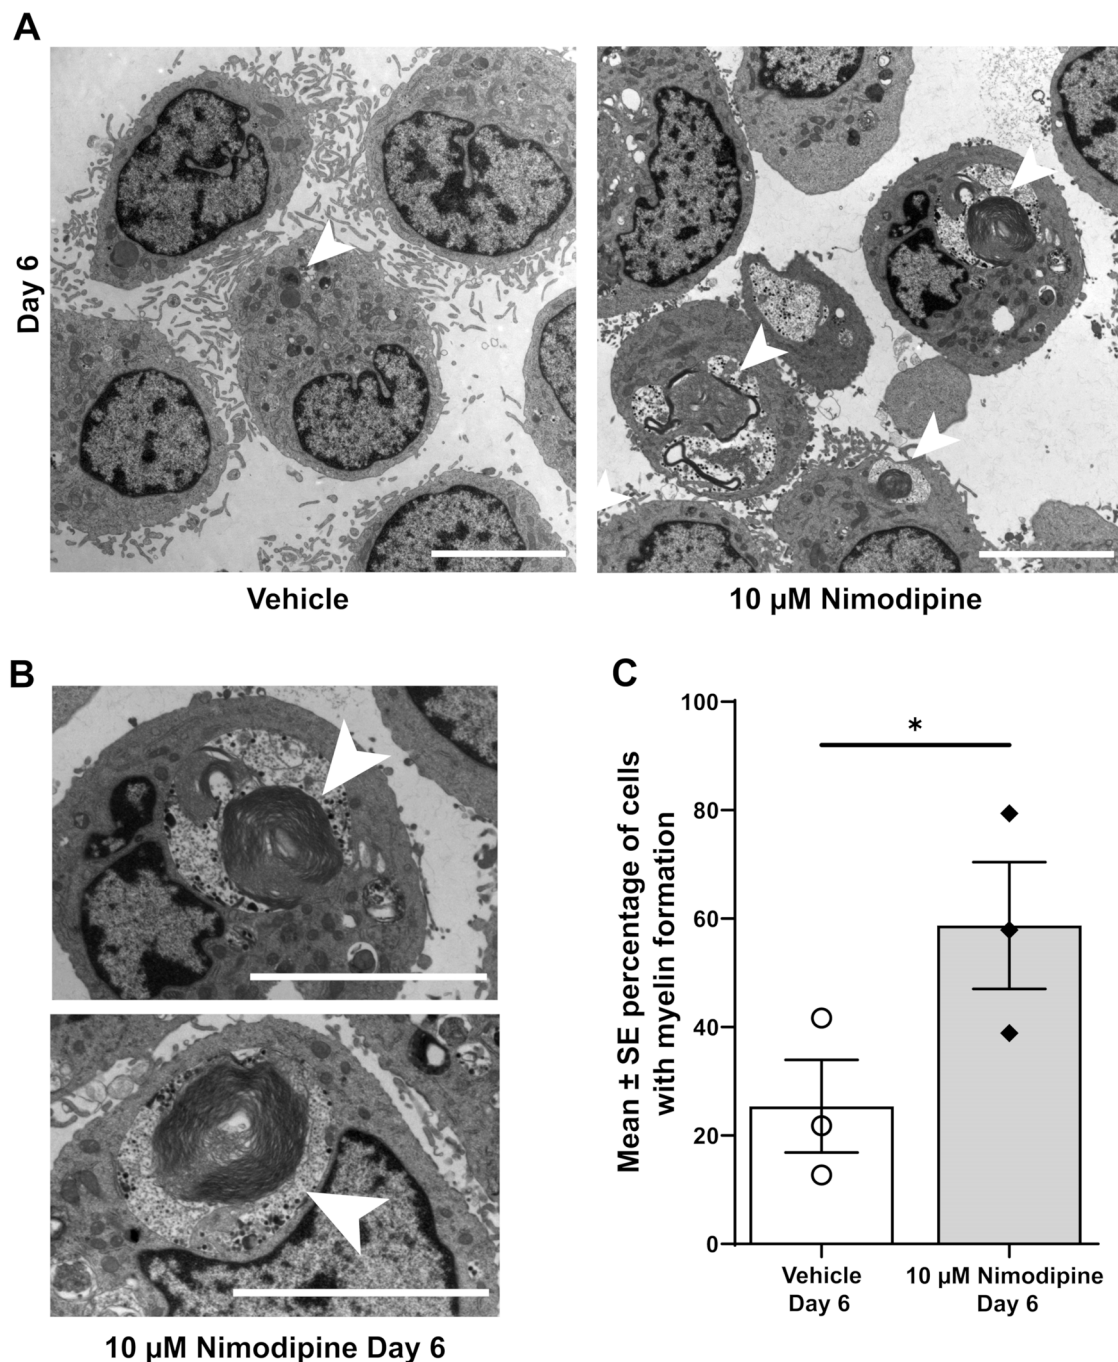 A
Day 6
Vehicle
10 μM Nimodipine
B
10 μM Nimodipine Day 6
C
Mean ± SE percentage of cells
with myelin formation
100
80
60
40
20
0
*
Vehicle
Day 6
10 μM Nimodipine
Day 6